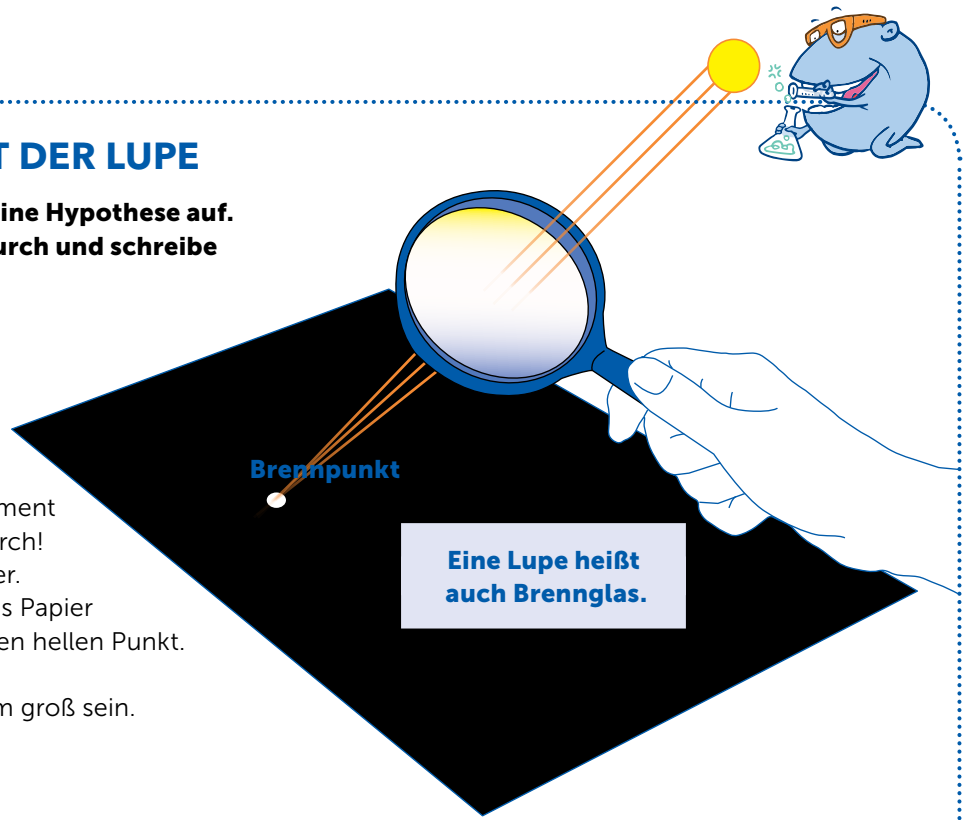 T DER LUPE
ine Hypothese auf.
urch und schreibe
Brennpunkt
ment
rch!
er.
s Papier
en hellen Punkt.
m groß sein.
Eine Lupe heißt
auch Brennglas.